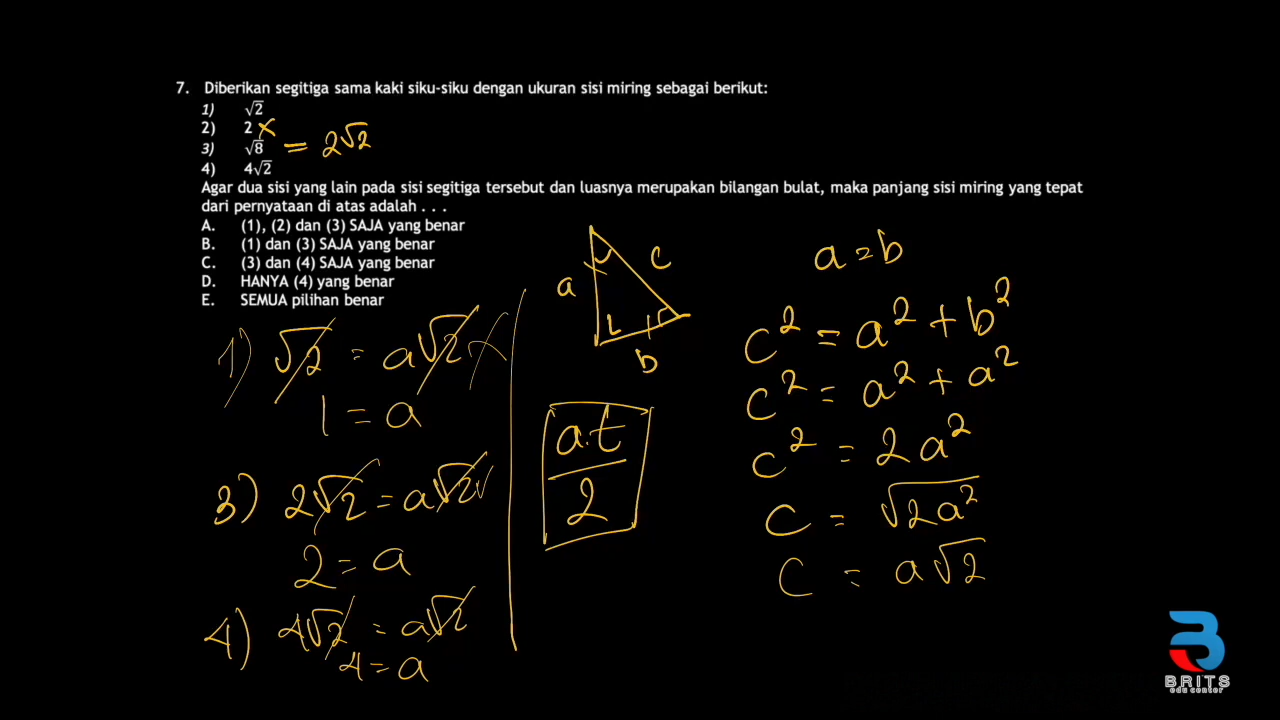 7. Diberikan segitiga sama kaki siku-siku dengan ukuran sisi miring sebagai berikut:
1) √2
2) 2 x
3) √8 = 2√2
4) 4√2
Agar dua sisi yang lain pada sisi segitiga tersebut dan luasnya merupakan bilangan bulat, maka panjang sisi miring yang tepat
dari pernyataan di atas adalah . . .
A. (1), (2) dan (3) SAJA yang benar
B. (1) dan (3) SAJA yang benar
C. (3) dan (4) SAJA yang benar
D. HANYA (4) yang benar
E. SEMUA pilihan benar
1) √2 = a√2 x
1 = a
3) 2√2 = a√2
2 = a
4) 4√2 = a√2
4 = a
a
c
b
a.t
2
a = b
c² = a² + b²
c² = a² + a²
c² = 2a²
c = √2a²
c = a√2
BRITS
edu center